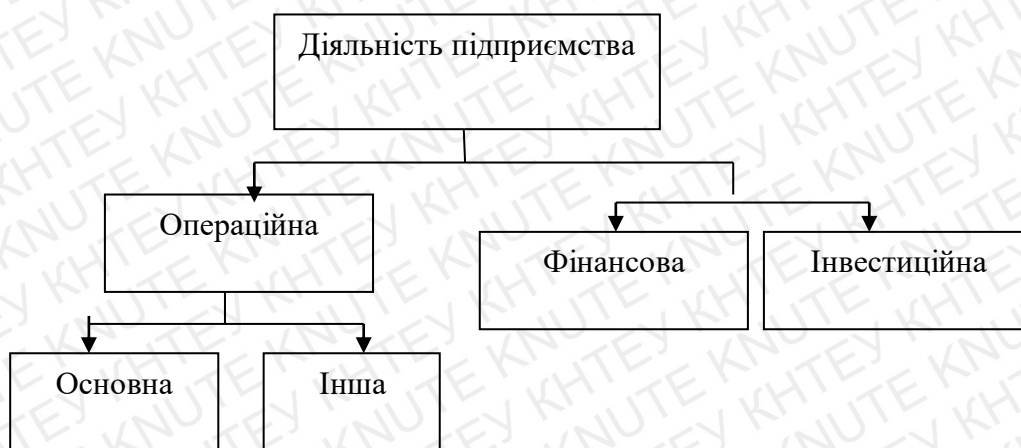 Діяльність підприємства
Операційна
Фінансова
Інвестиційна
Основна
Інша